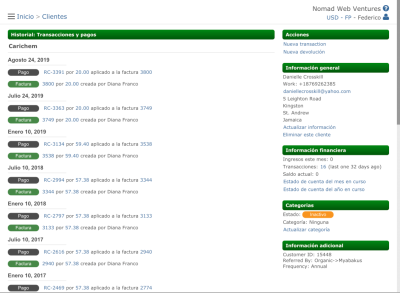 Nomad Web Ventures
Inicio > Clientes
USD - FP - Federico
Historial: Transacciones y pagos
Carichem
Agosto 24, 2019
Pago RC-3391 por 20.00 aplicado a la factura 3800
Factura 3800 por 20.00 creada por Diana Franco
Julio 24, 2019
Pago RC-3363 por 20.00 aplicado a la factura 3749
Factura 3749 por 20.00 creada por Diana Franco
Enero 10, 2019
Pago RC-3134 por 59.40 aplicado a la factura 3538
Factura 3538 por 59.40 creada por Diana Franco
Julio 10, 2018
Pago RC-2994 por 57.38 aplicado a la factura 3344
Factura 3344 por 57.38 creada por Diana Franco
Enero 10, 2018
Pago RC-2797 por 57.38 aplicado a la factura 3133
Factura 3133 por 57.38 creada por Diana Franco
Julio 10, 2017
Pago RC-2616 por 57.38 aplicado a la factura 2940
Factura 2940 por 57.38 creada por Diana Franco
Enero 10, 2017
Pago RC-2469 por 57.38 aplicado a la factura 2774
Acciones
Nueva transaction
Nueva devolución
Información general
Danielle Crosskill
Work: +18769262365
daniellecrosskill@yahoo.com
5 Leighton Road
Kingston
St. Andrew
Jamaica
Actualizar información
Eliminar este cliente
Información financiera
Ingresos este mes: 0
Transacciones: 16 (last one 32 days ago)
Saldo actual: 0
Estado de cuenta del mes en curso
Estado de cuenta del año en curso
Categorías
Estado: Inactivo
Categoría: Ninguna
Actualizar categoría
Información adicional
Customer ID: 15448
Referred By: Organic->Myabakus
Frequency: Annual